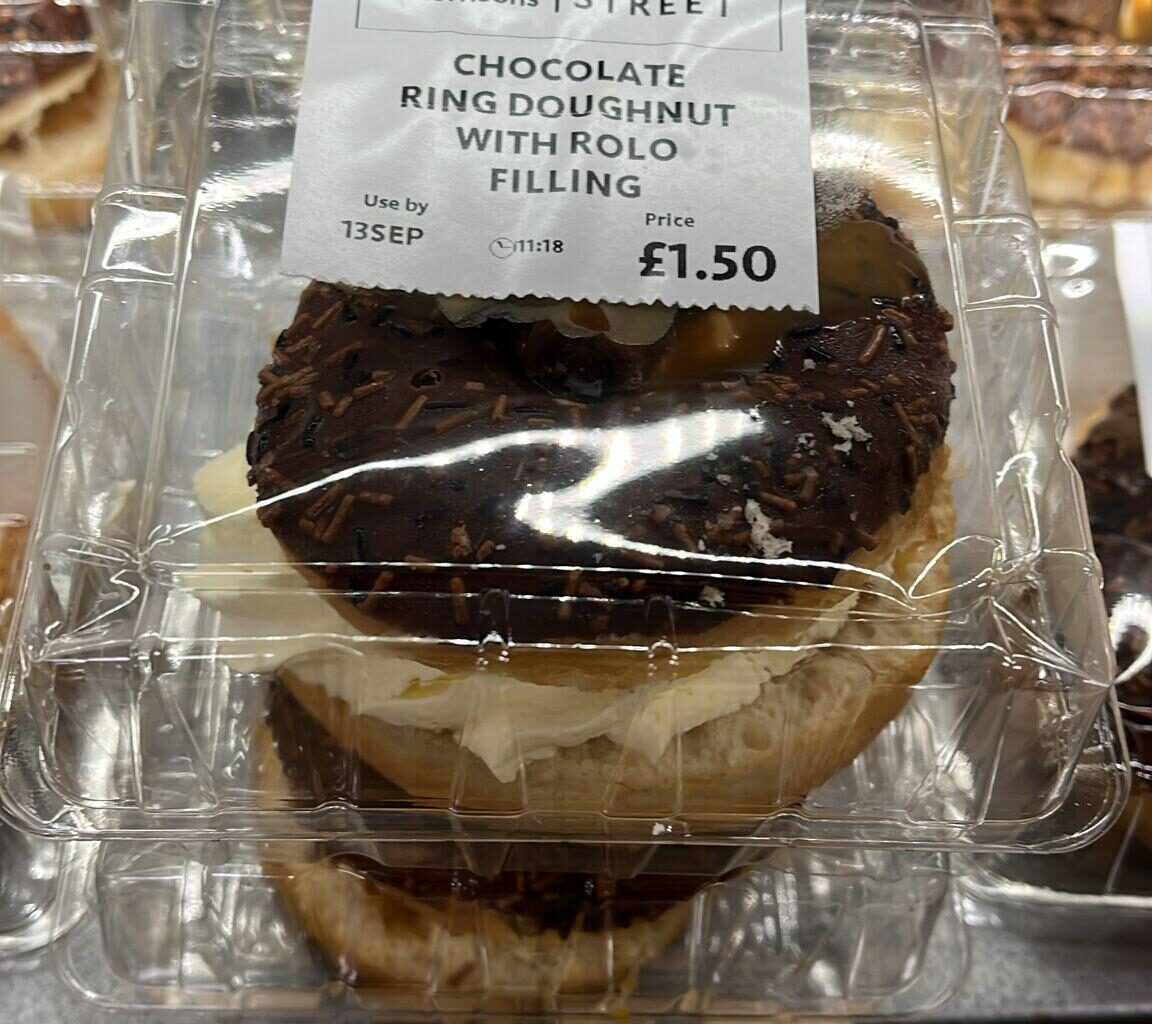 STREET
CHOCOLATE
RING DOUGHNUT
WITH ROLO
FILLING
Use by
13SEP
11:18
Price
£1.50